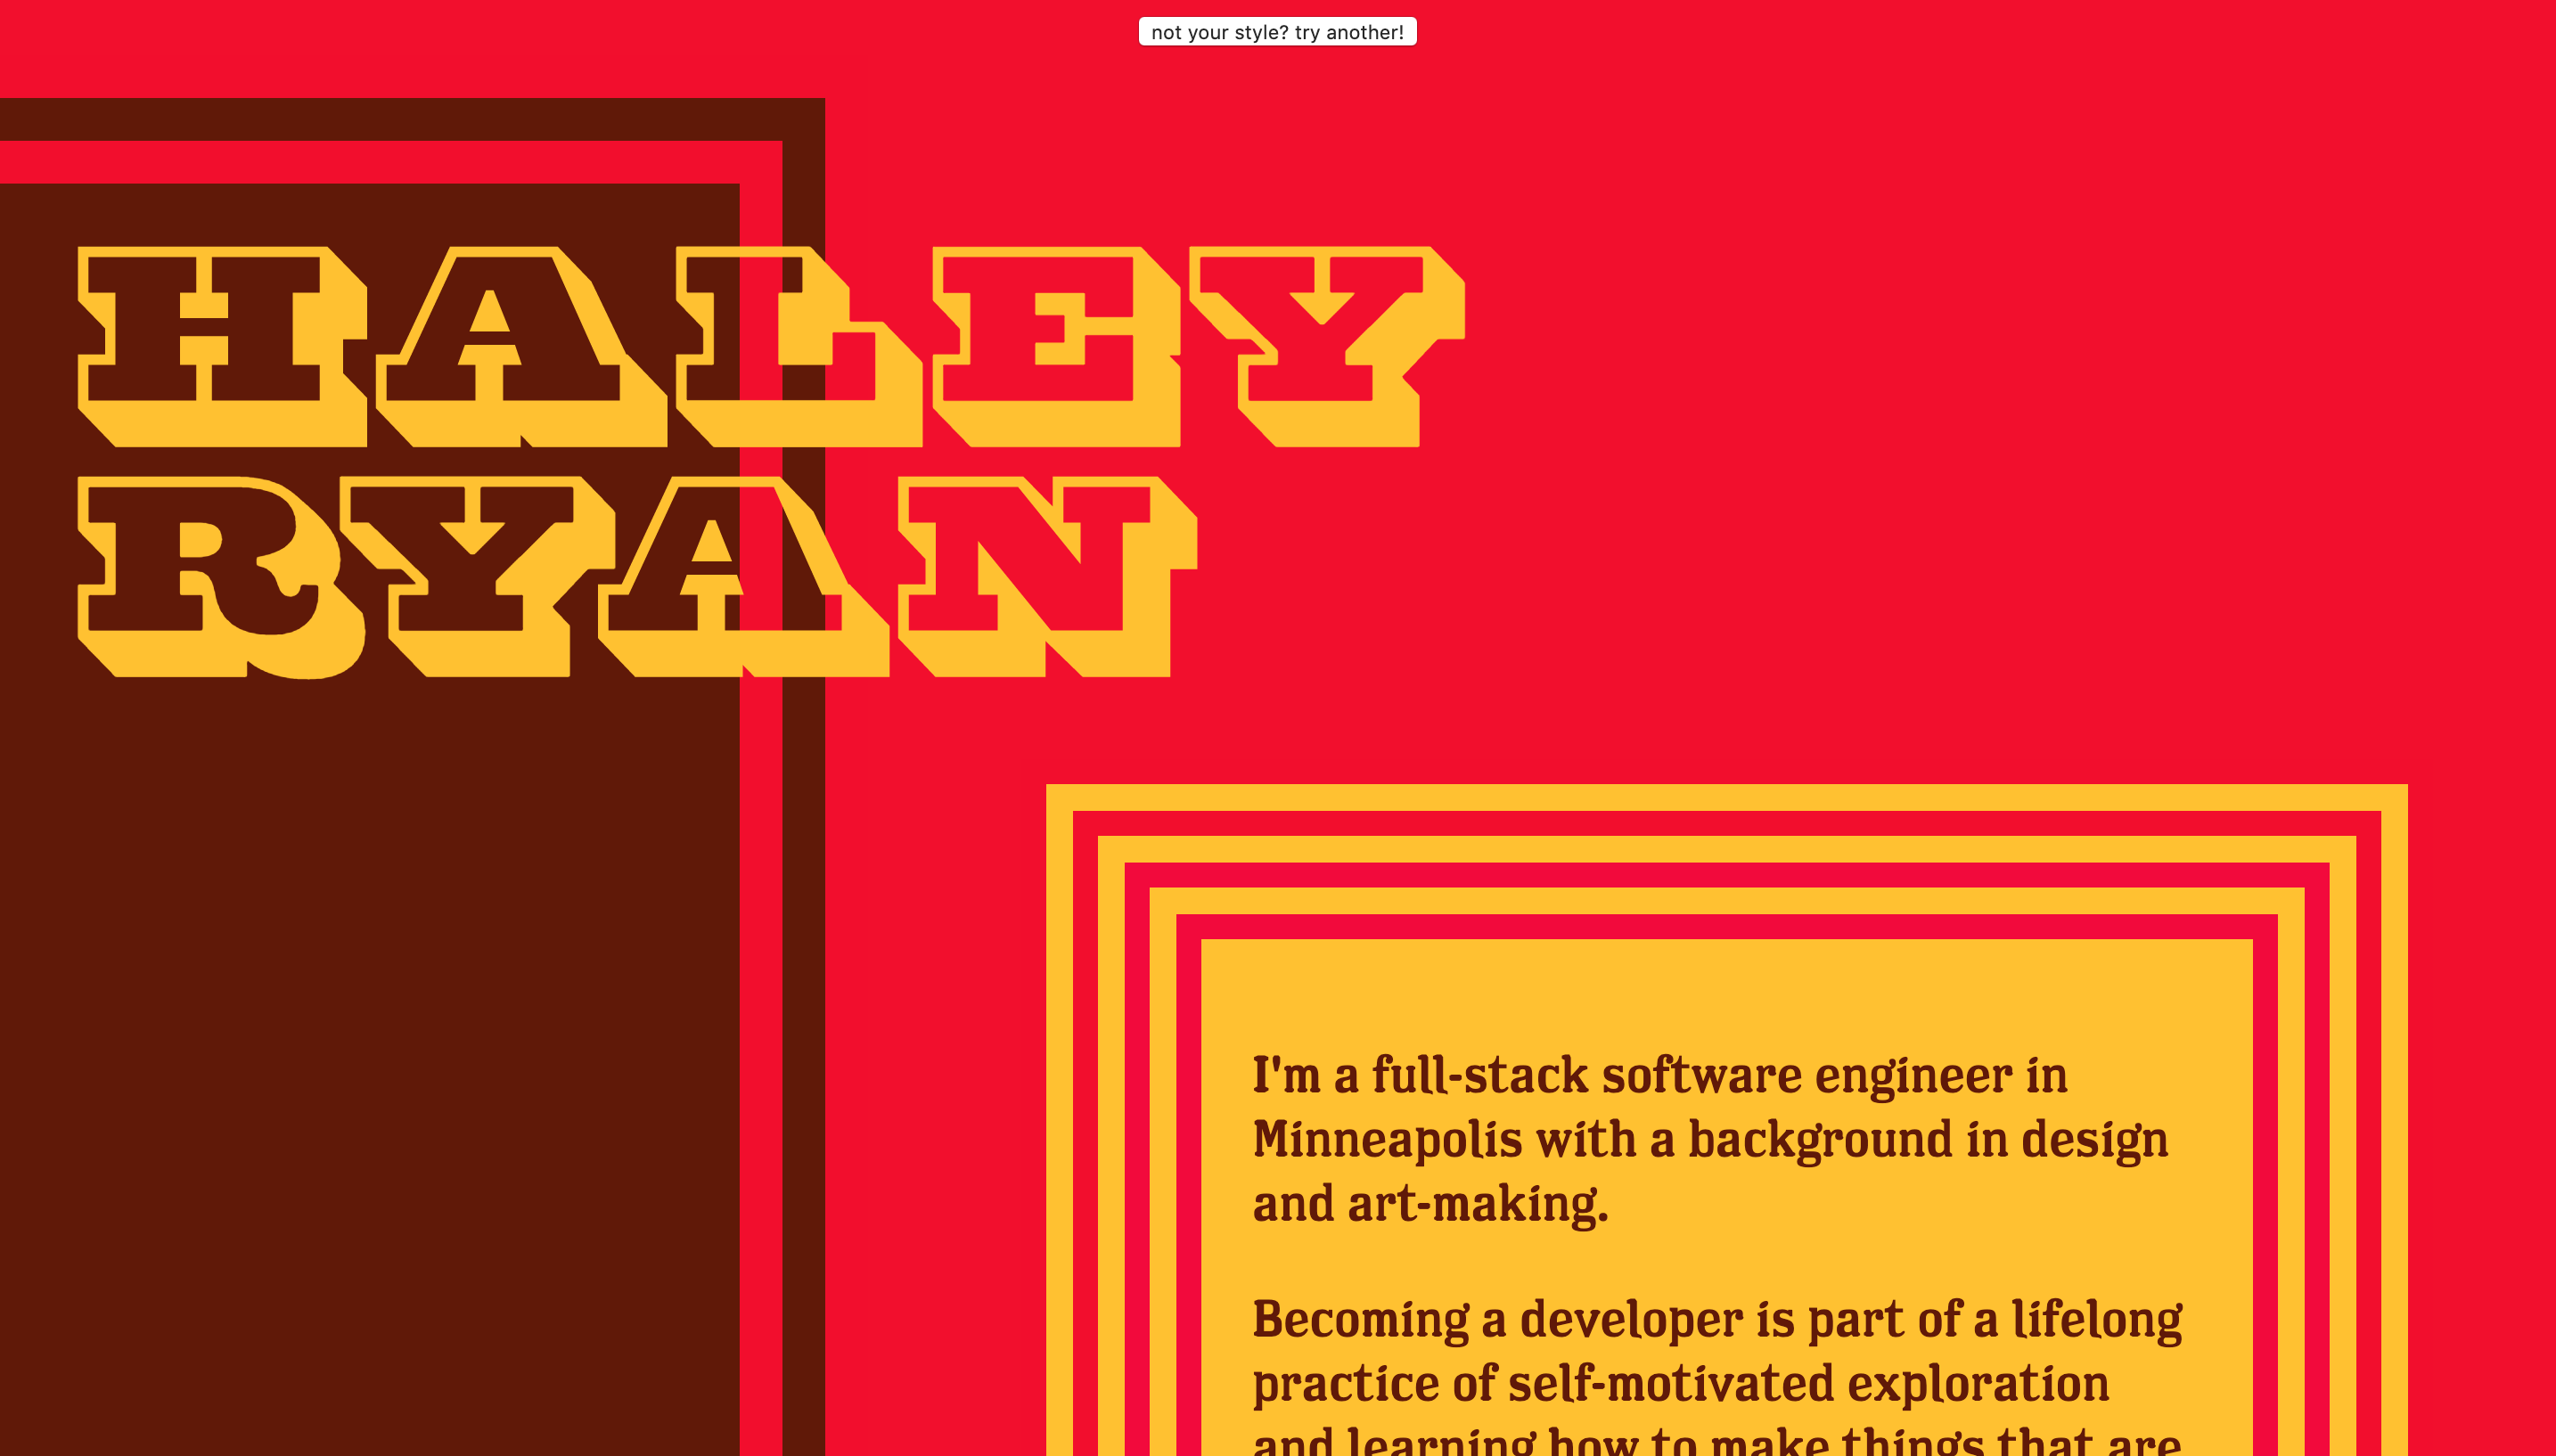 not your style? try another!
HALEY
RYAN
I'm a full-stack software engineer in
Minneapolis with a background in design
and art-making.
Becoming a developer is part of a lifelong
practice of self-motivated exploration
and learning how to make things that are